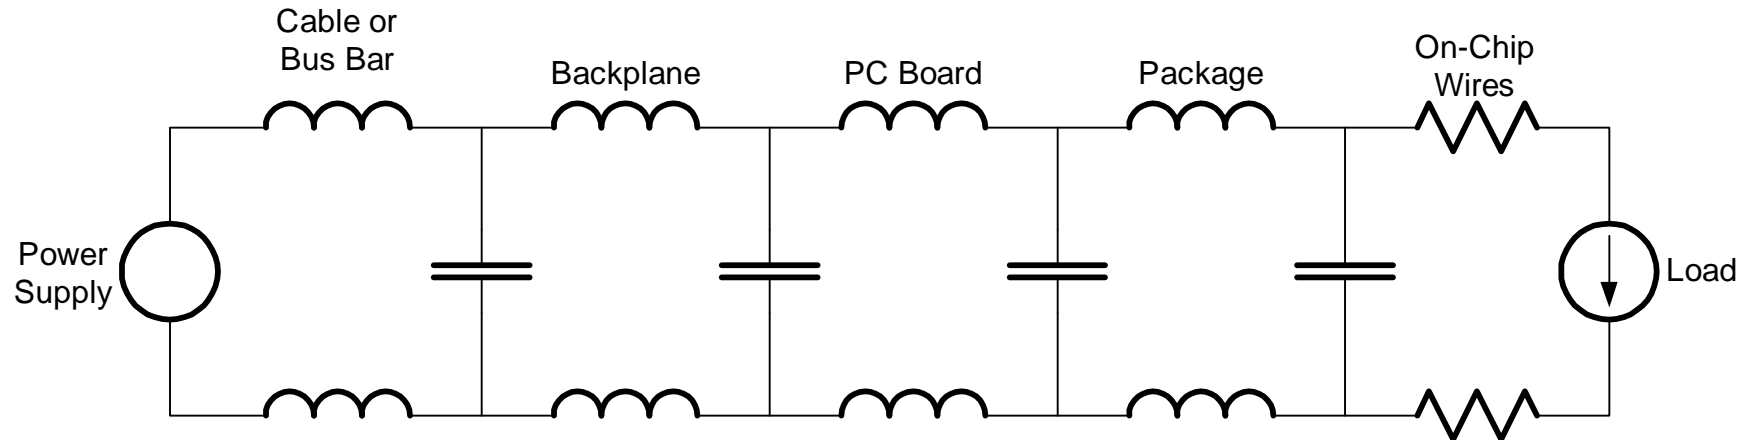 Cable or
Bus Bar
Backplane
PC Board
Package
On-Chip
Wires
Power
Supply
Load